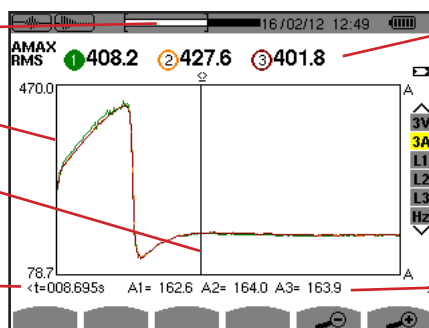 16/02/12 12:49
AMAX
RMS
1 408.2 2 427.6 3 401.8
470.0 A
3V
3A
L1
L2
L3
Hz
78.7 A
<t=008.695s A1= 162.6 A2= 164.0 A3= 163.9